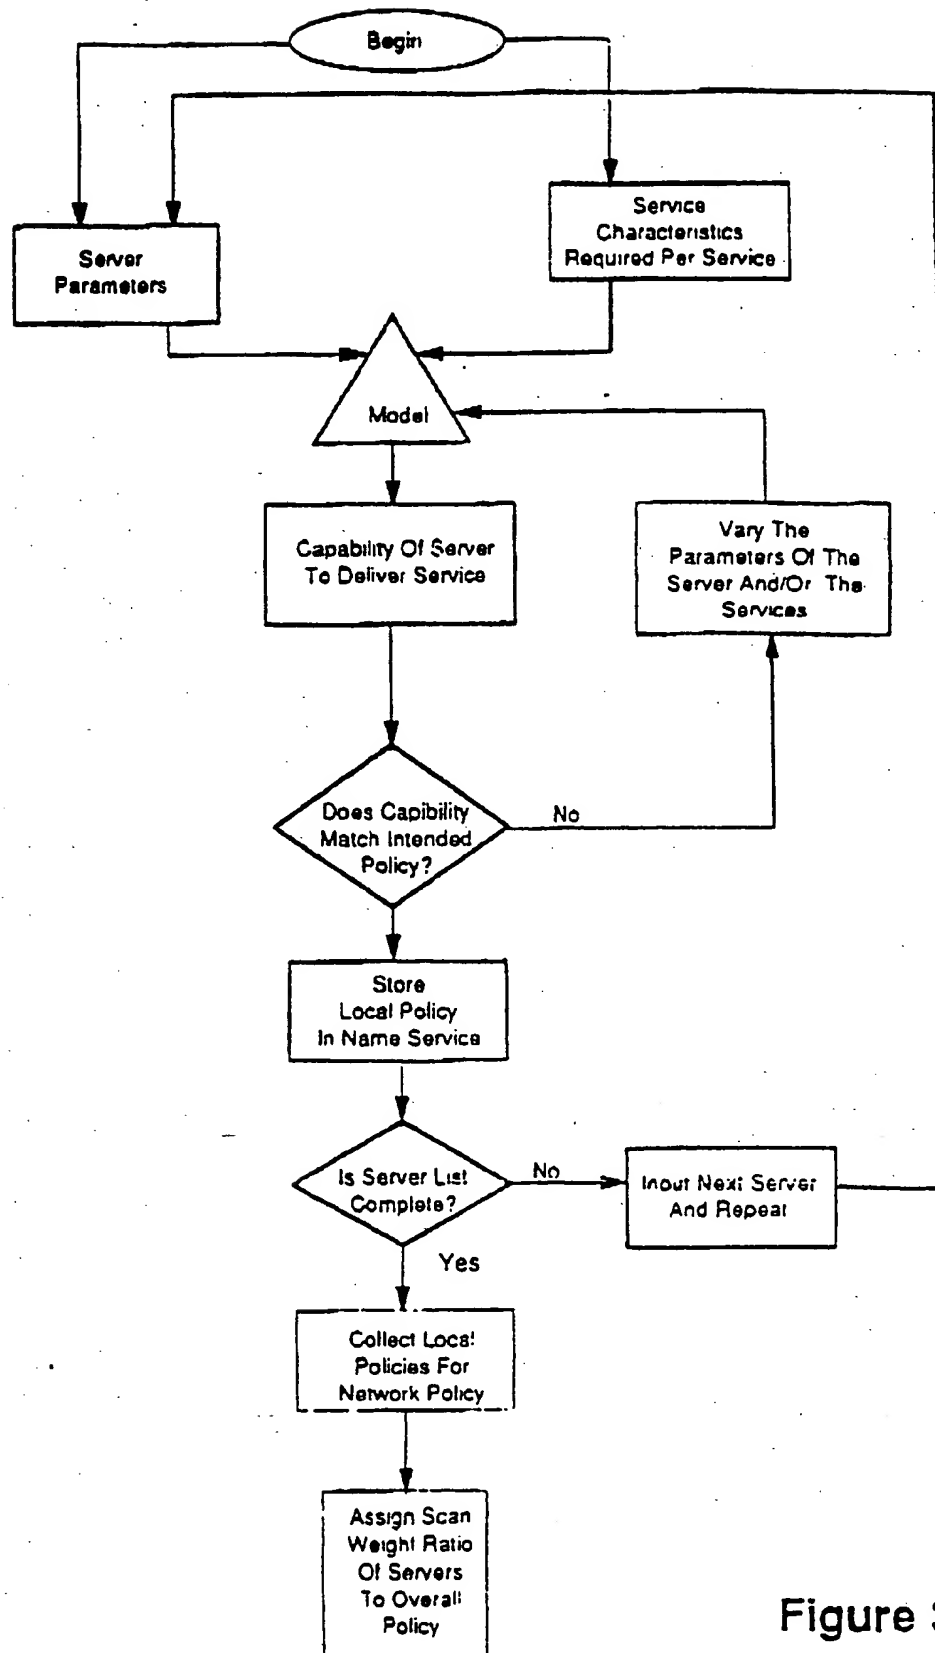 Begin
Server
Parameters
Service
Characteristics
Required Per Service
Model
Capability Of Server
To Deliver Service
Vary The
Parameters Of The
Server And/Or The
Services
Does Capibility
Match Intended
Policy?
No
Store
Local Policy
In Name Service
Is Server List
Complete?
No
Input Next Server
And Repeat
Yes
Collect Local
Policies For
Network Policy
Assign Scan
Weight Ratio
Of Servers
To Overall
Policy
Figure